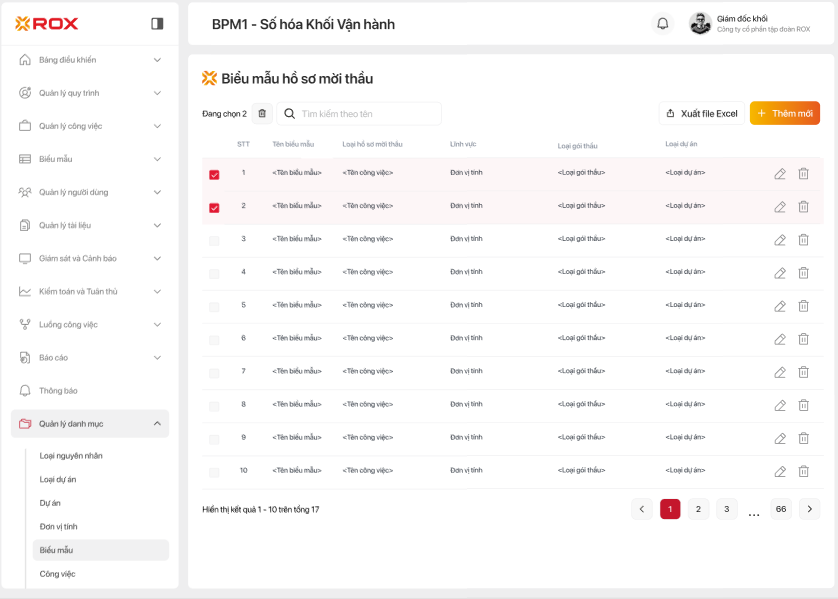 ROX
BPM1 - Số hóa Khối Vận hành
Giám đốc khối
Công ty cổ phần tập đoàn ROX
Bảng điều khiển
Quản lý quy trình
Quản lý công việc
Biểu mẫu
Quản lý người dùng
Quản lý tài liệu
Giám sát và Cảnh báo
Kiểm toán và Tuân thủ
Luồng công việc
Báo cáo
Thông báo
Quản lý danh mục
Loại nguyên nhân
Loại dự án
Dự án
Đơn vị tính
Biểu mẫu
Công việc
Biểu mẫu hồ sơ mời thầu
Đang chọn 2 Tìm kiếm theo tên Xuất file Excel + Thêm mới
STT Tên biểu mẫu Loại hồ sơ mời thầu Lĩnh vực Loại gói thầu Loại dự án
1 <Tên biểu mẫu> <Tên công việc> Đơn vị tính <Loại gói thầu> <Loại dự án>
2 <Tên biểu mẫu> <Tên công việc> Đơn vị tính <Loại gói thầu> <Loại dự án>
3 <Tên biểu mẫu> <Tên công việc> Đơn vị tính <Loại gói thầu> <Loại dự án>
4 <Tên biểu mẫu> <Tên công việc> Đơn vị tính <Loại gói thầu> <Loại dự án>
5 <Tên biểu mẫu> <Tên công việc> Đơn vị tính <Loại gói thầu> <Loại dự án>
6 <Tên biểu mẫu> <Tên công việc> Đơn vị tính <Loại gói thầu> <Loại dự án>
7 <Tên biểu mẫu> <Tên công việc> Đơn vị tính <Loại gói thầu> <Loại dự án>
8 <Tên biểu mẫu> <Tên công việc> Đơn vị tính <Loại gói thầu> <Loại dự án>
9 <Tên biểu mẫu> <Tên công việc> Đơn vị tính <Loại gói thầu> <Loại dự án>
10 <Tên biểu mẫu> <Tên công việc> Đơn vị tính <Loại gói thầu> <Loại dự án>
Hiển thị kết quả 1 - 10 trên tổng 17 < 1 2 3 ... 66 >